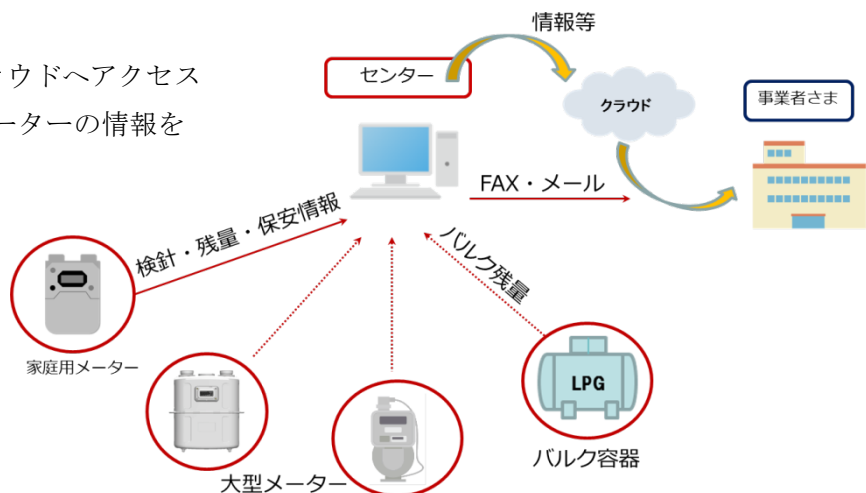 情報等
ウドへアクセス
ーターの情報を
センター
クラウド
事業者さま
FAX・メール
検針・残量・保安情報
バルク残量
家庭用メーター
LPG
バルク容器
大型メーター